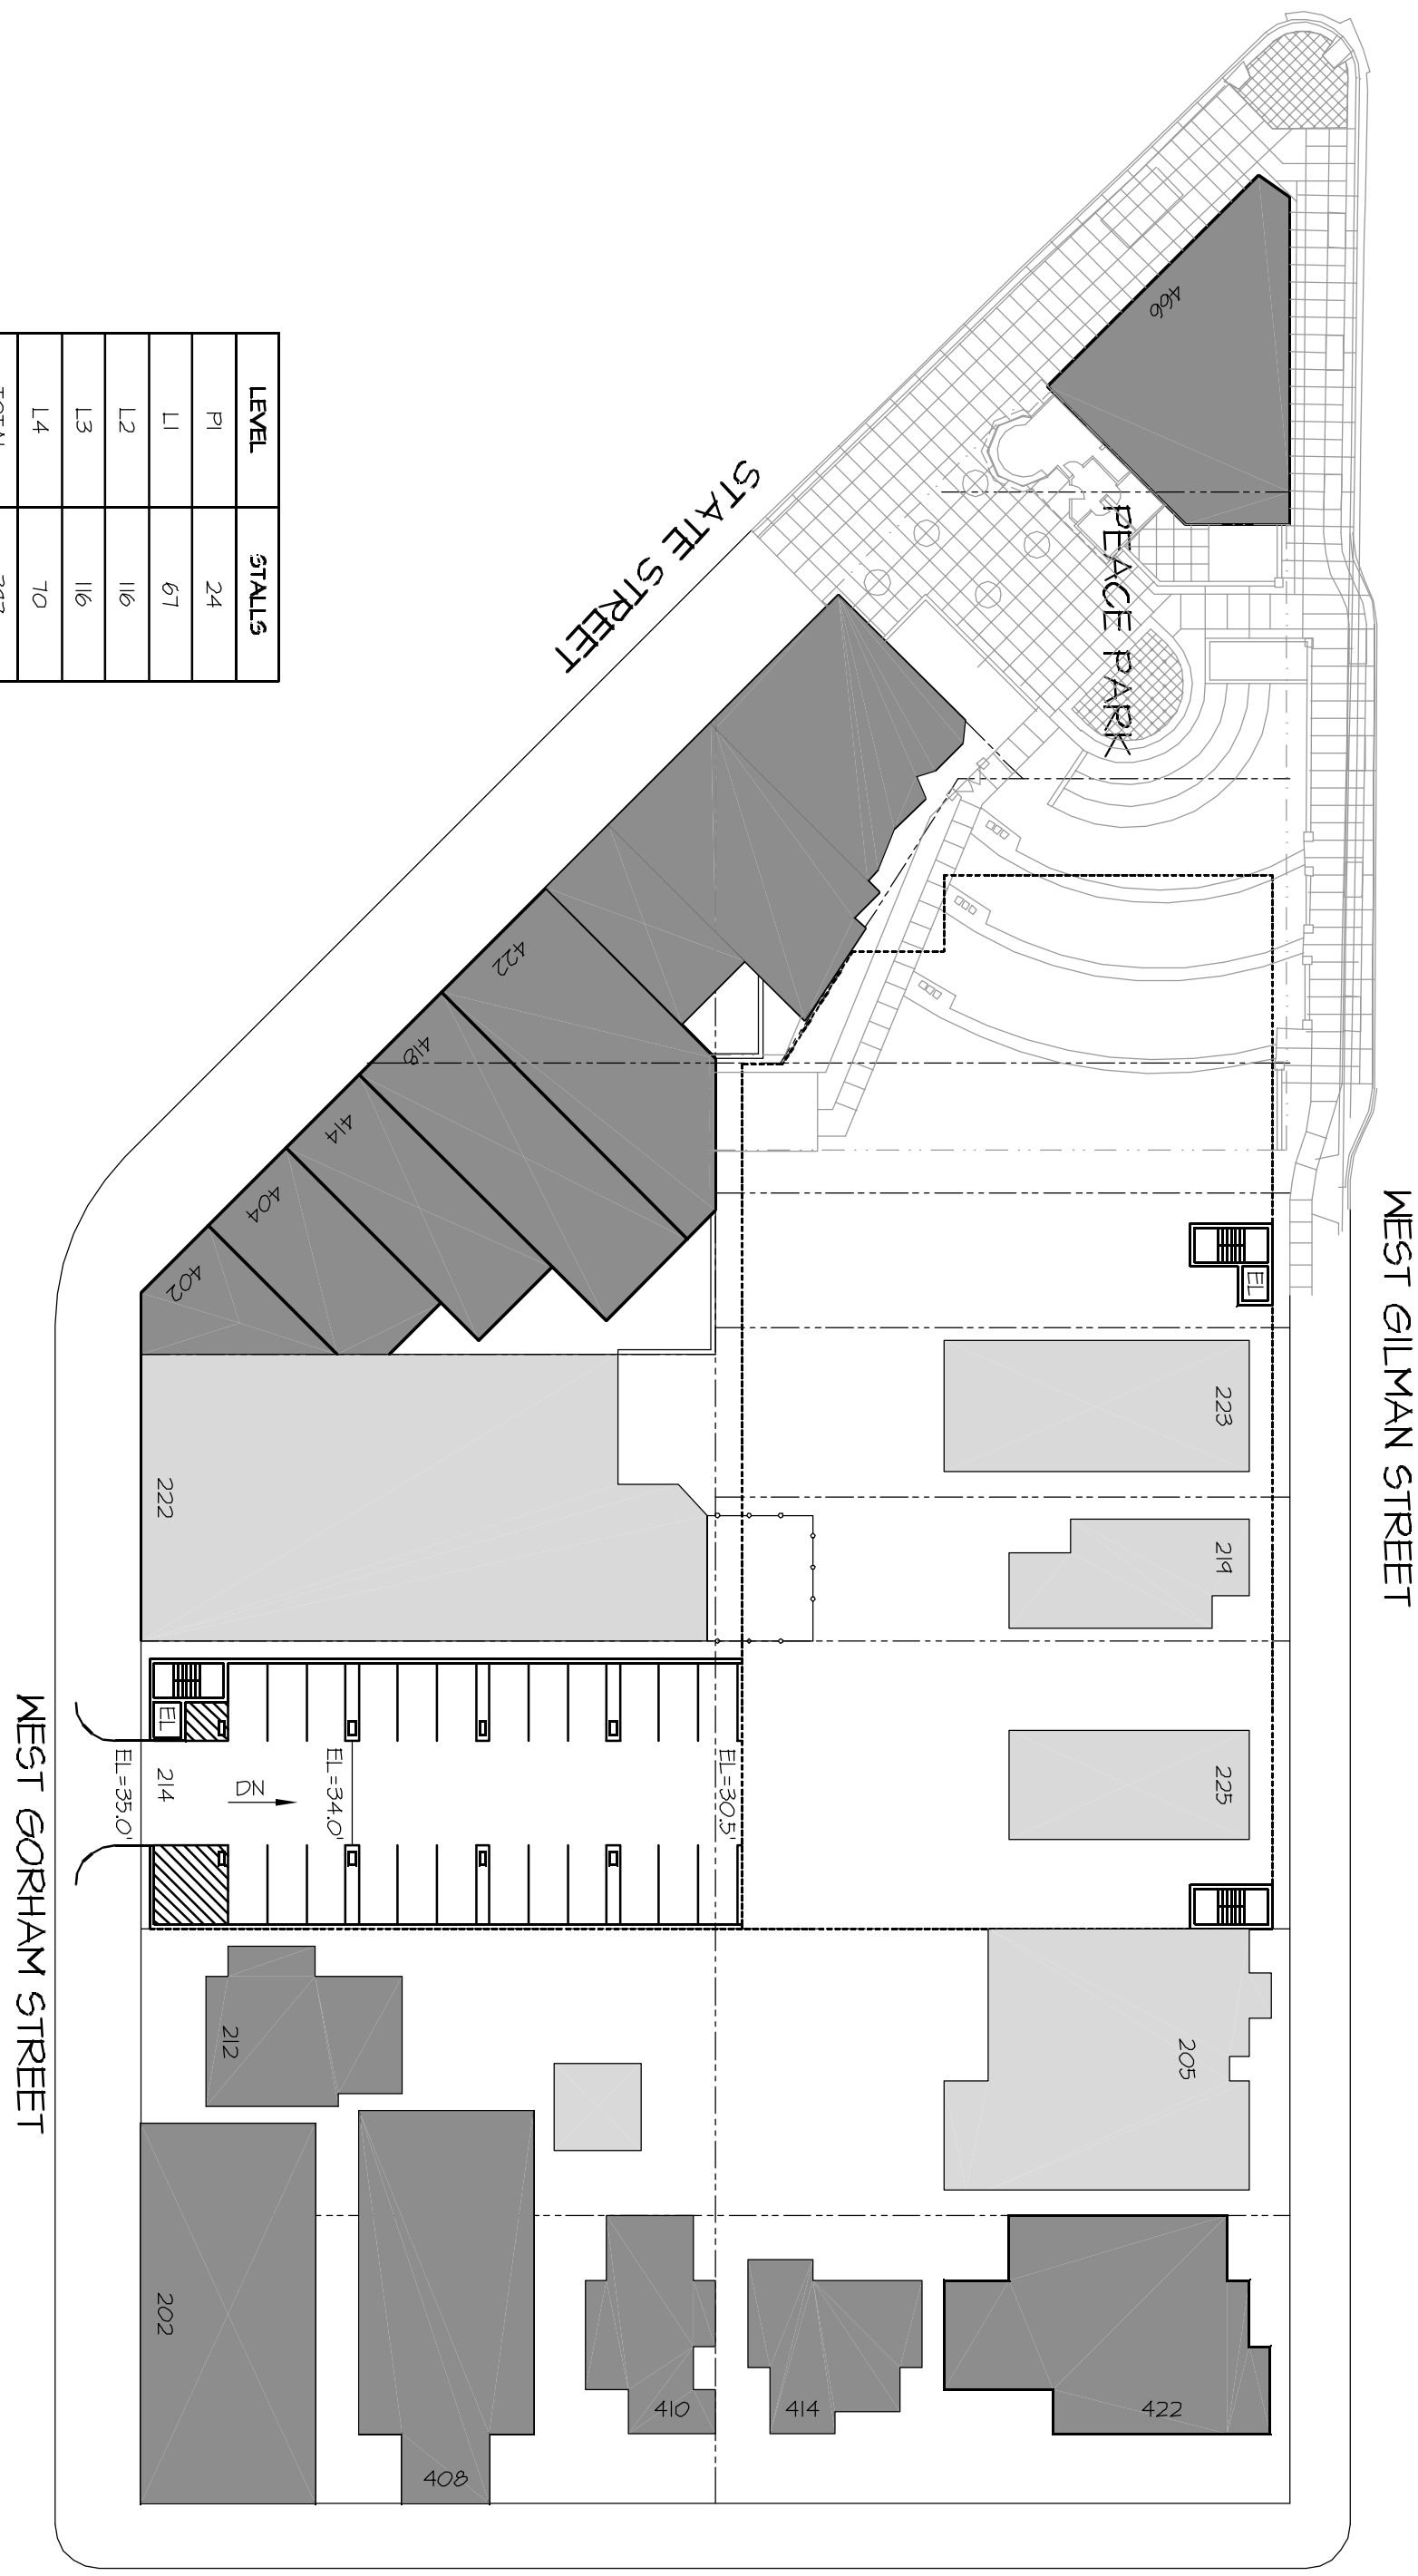 WEST GILMAN STREET
466
PEACE PARK
STATE STREET
LEVEL STALLS
P1 24
L1 67
L2 116
L3 116
L4 70
422
418
414
404
402
EL
223
219
222
225
EL
214
DN
EL=35.0'
EL=34.0'
EL=30.5'
WEST GORHAM STREET
212
205
202
408
410
414
422